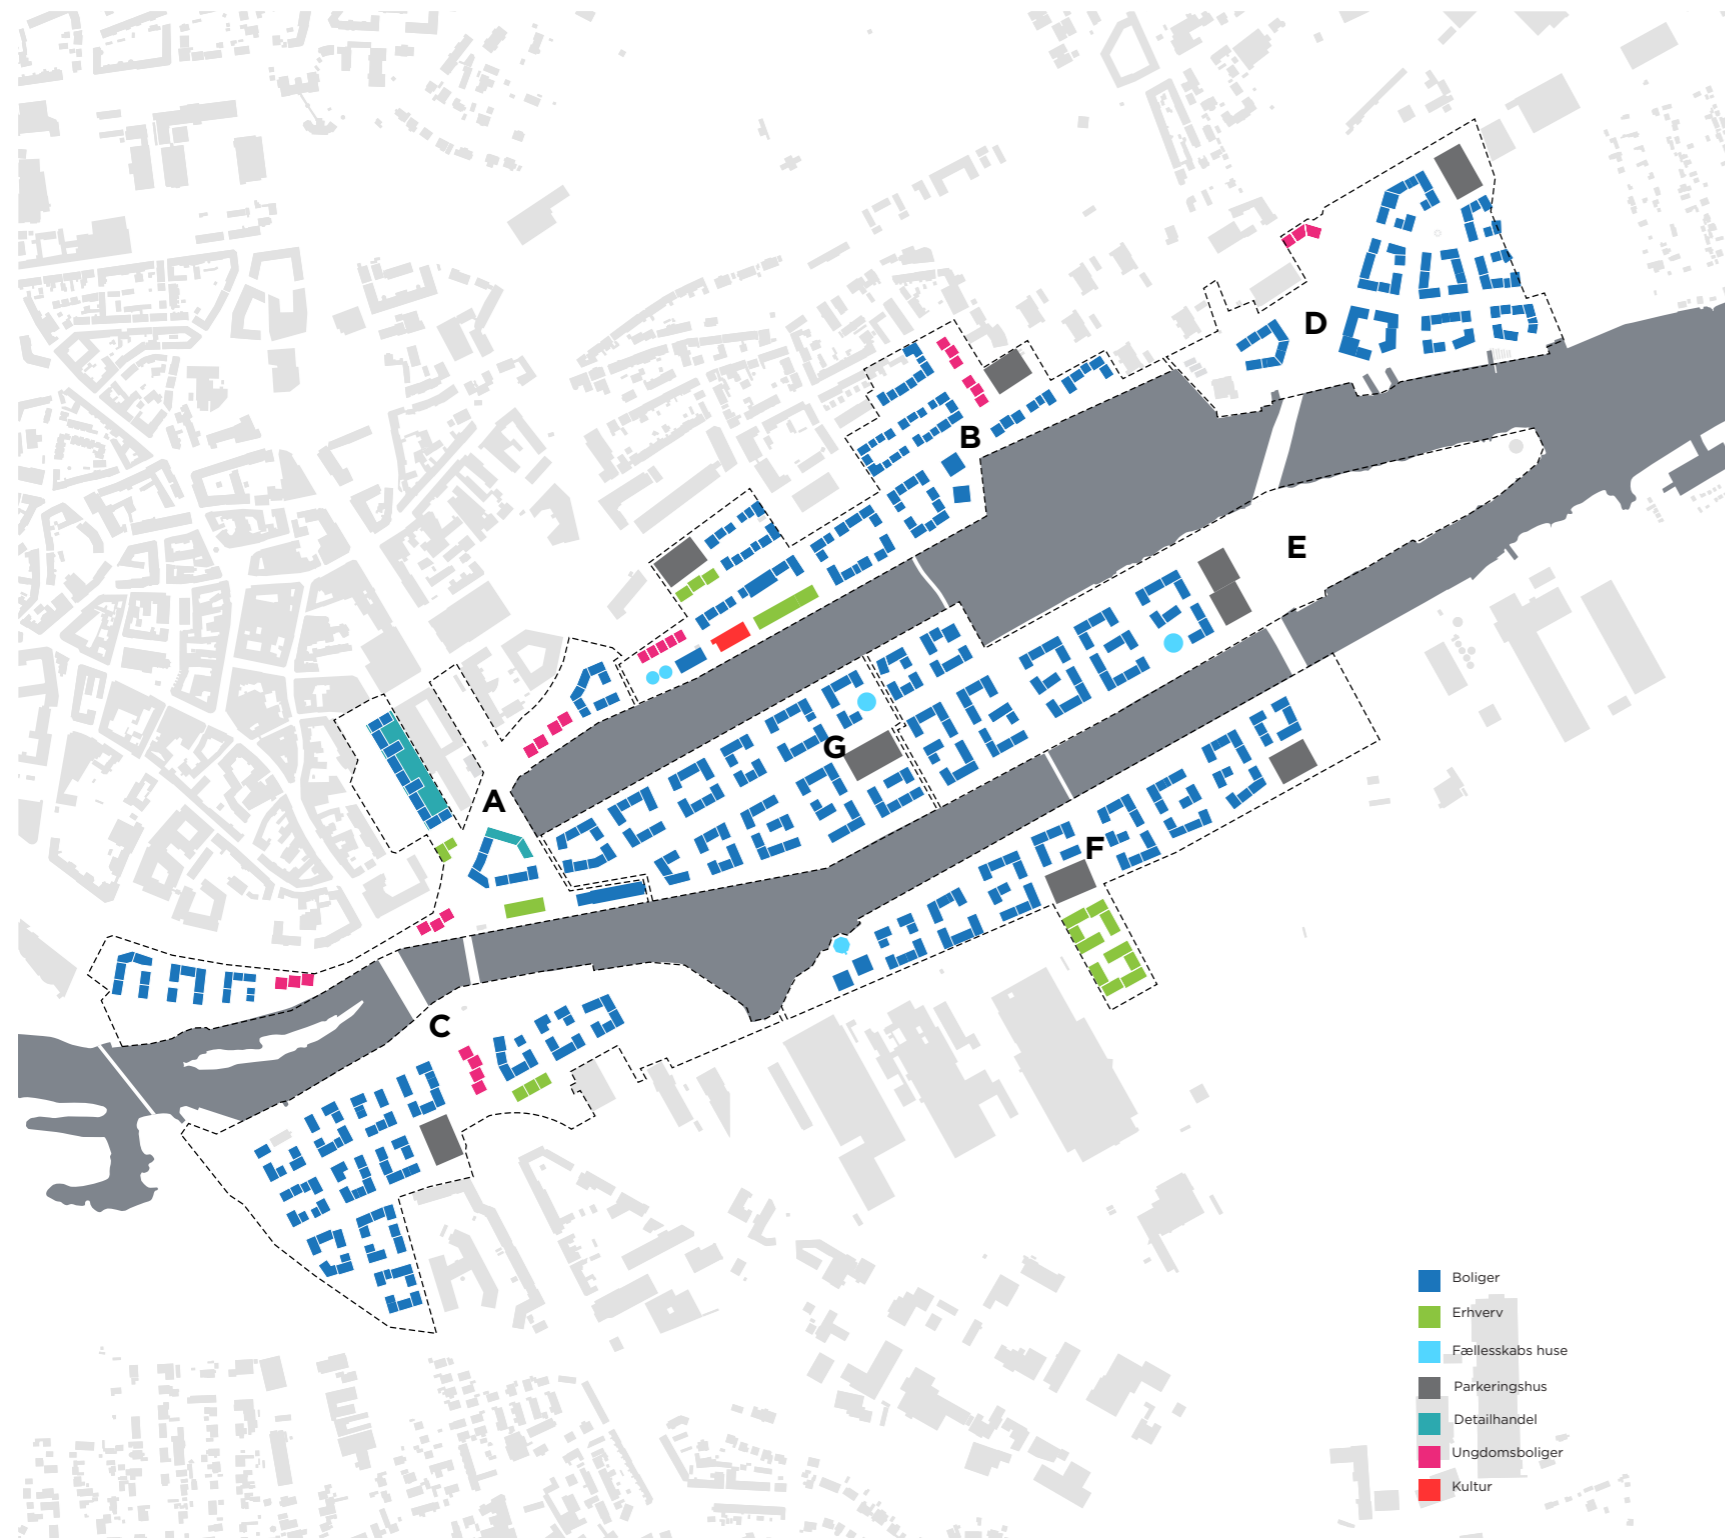 D
B
E
G
A
F
C
Boliger
Erhverv
Fællesskabs huse
Parkeringshus
Detailhandel
Ungdomsboliger
Kultur